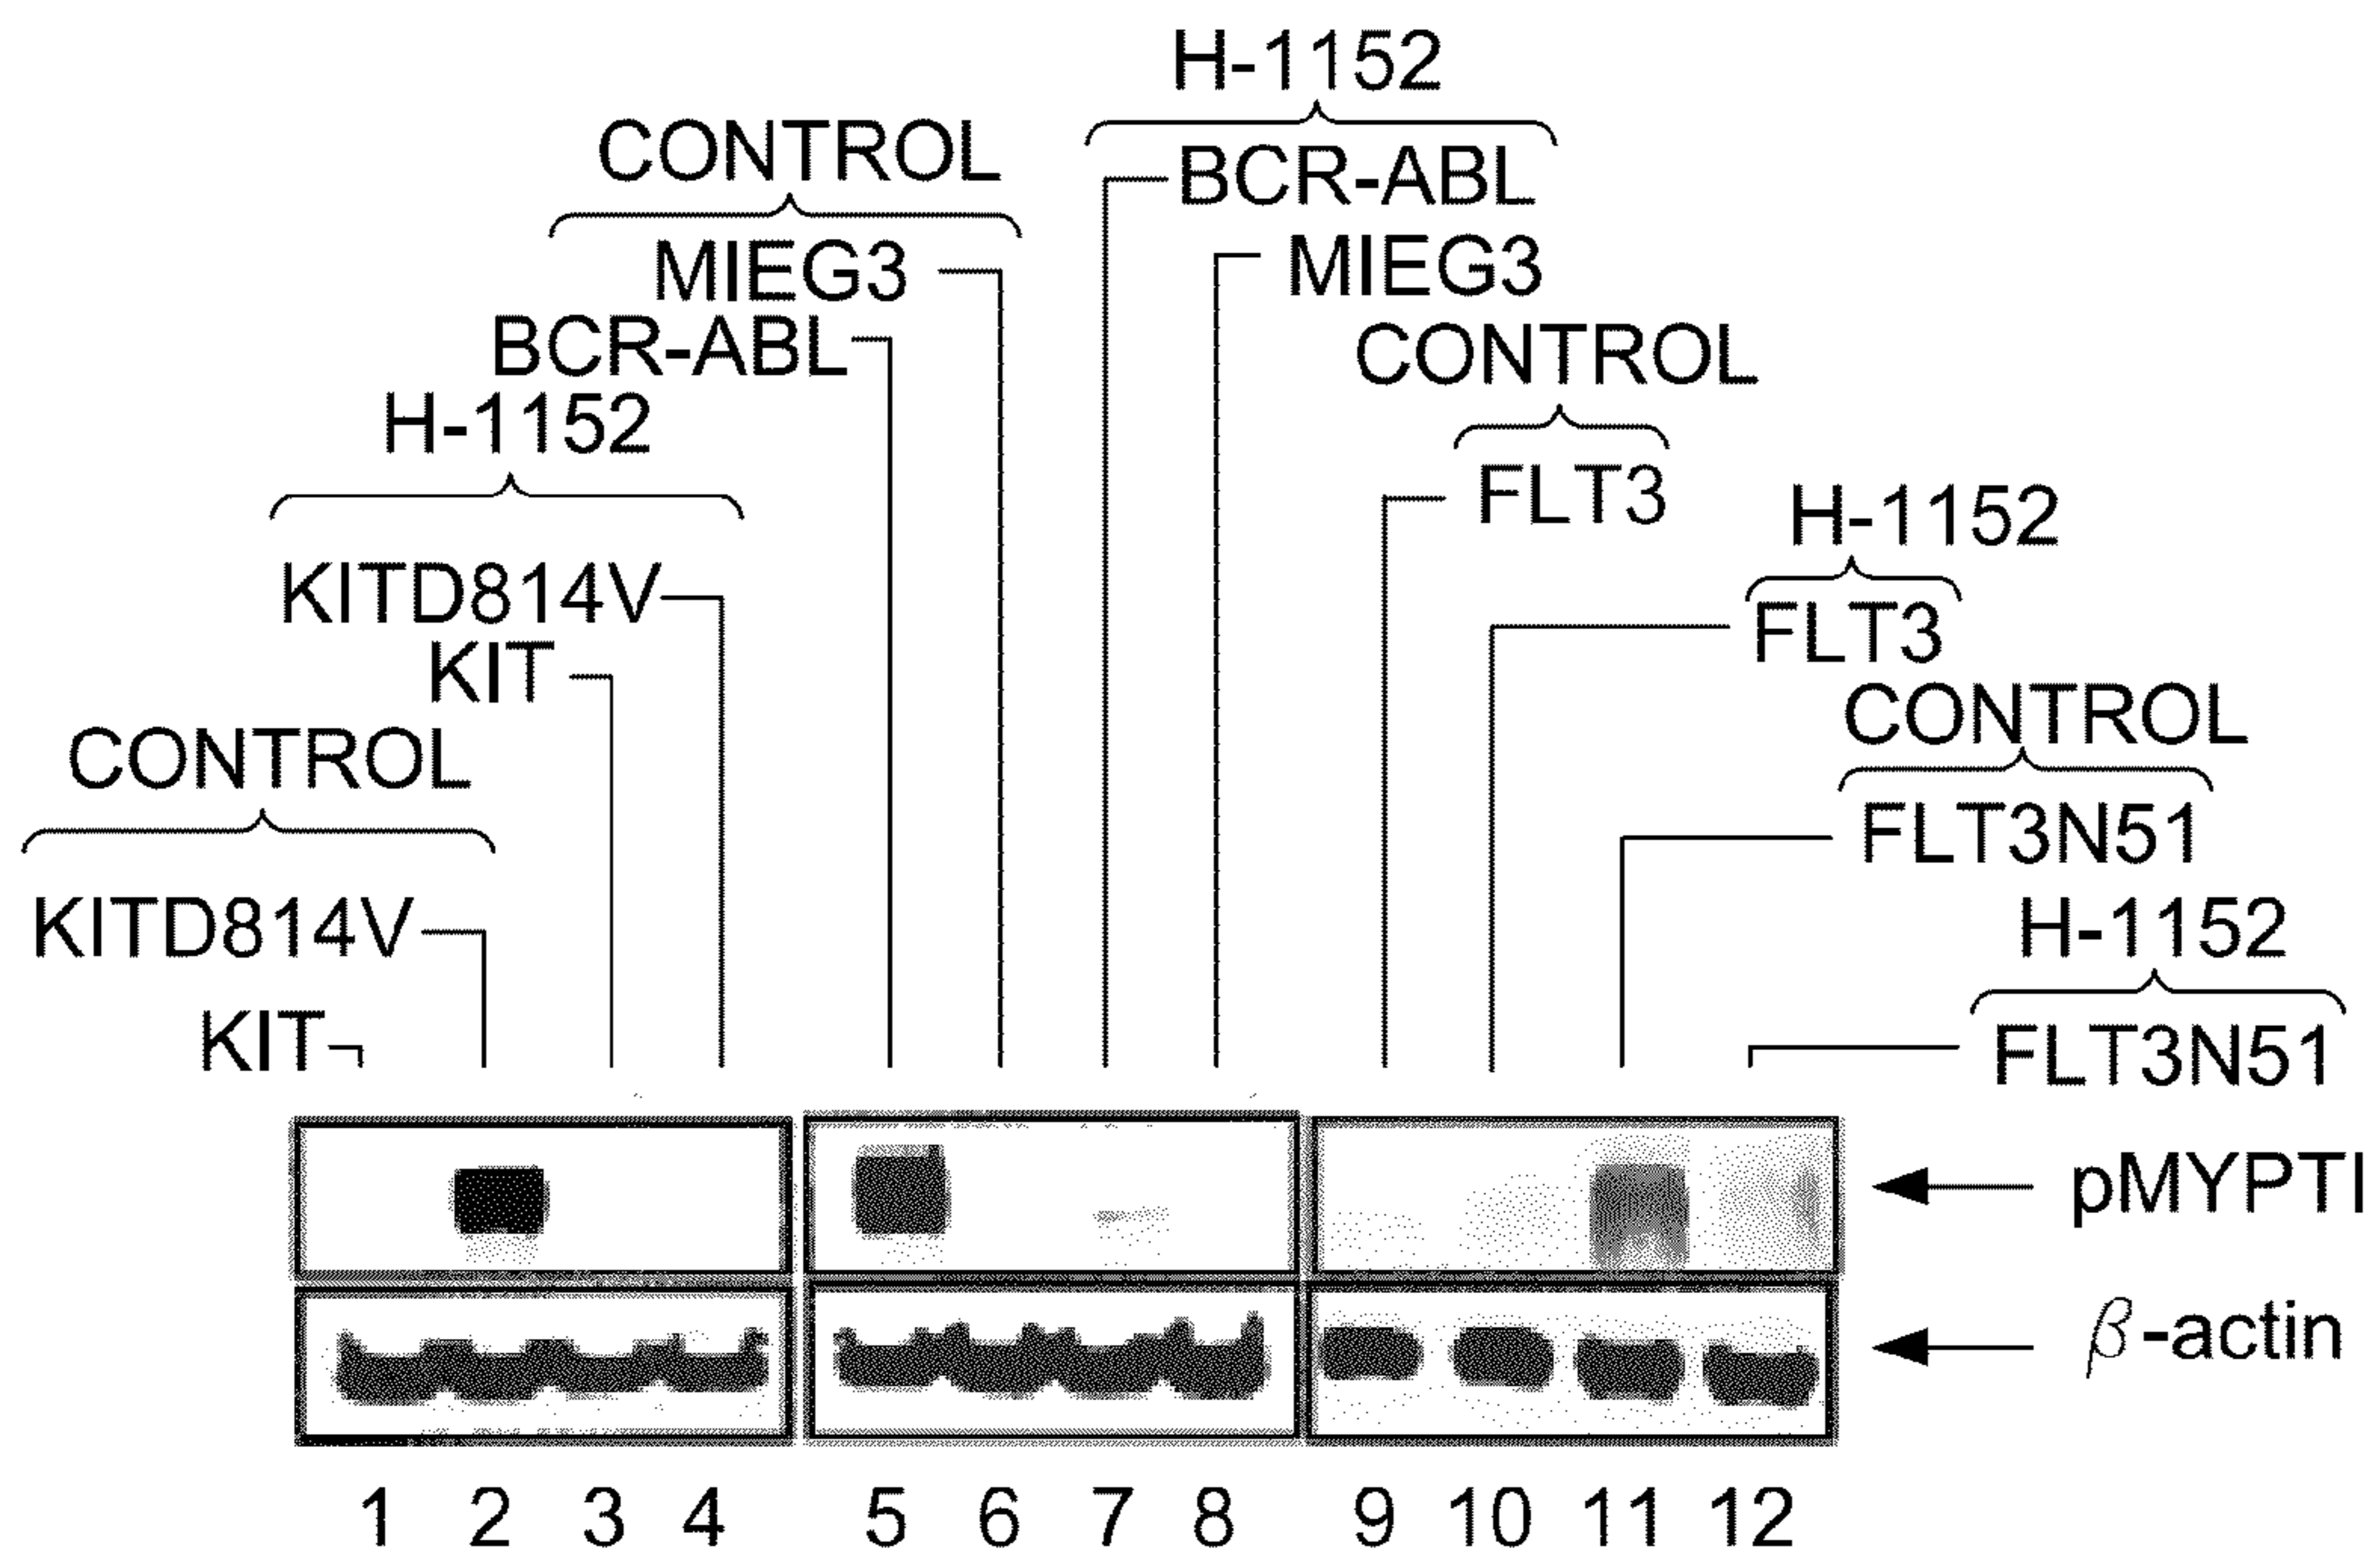 H-1152
CONTROL
BCR-ABL
MIEG3
MIEG3
BCR-ABL
CONTROL
H-1152
FLT3
H-1152
KITD814V
FLT3
KIT
CONTROL
CONTROL
FLT3N51
KITD814V
H-1152
KIT
FLT3N51
pMYPTI
β-actin
1 2 3 4 5 6 7 8 9 10 11 12